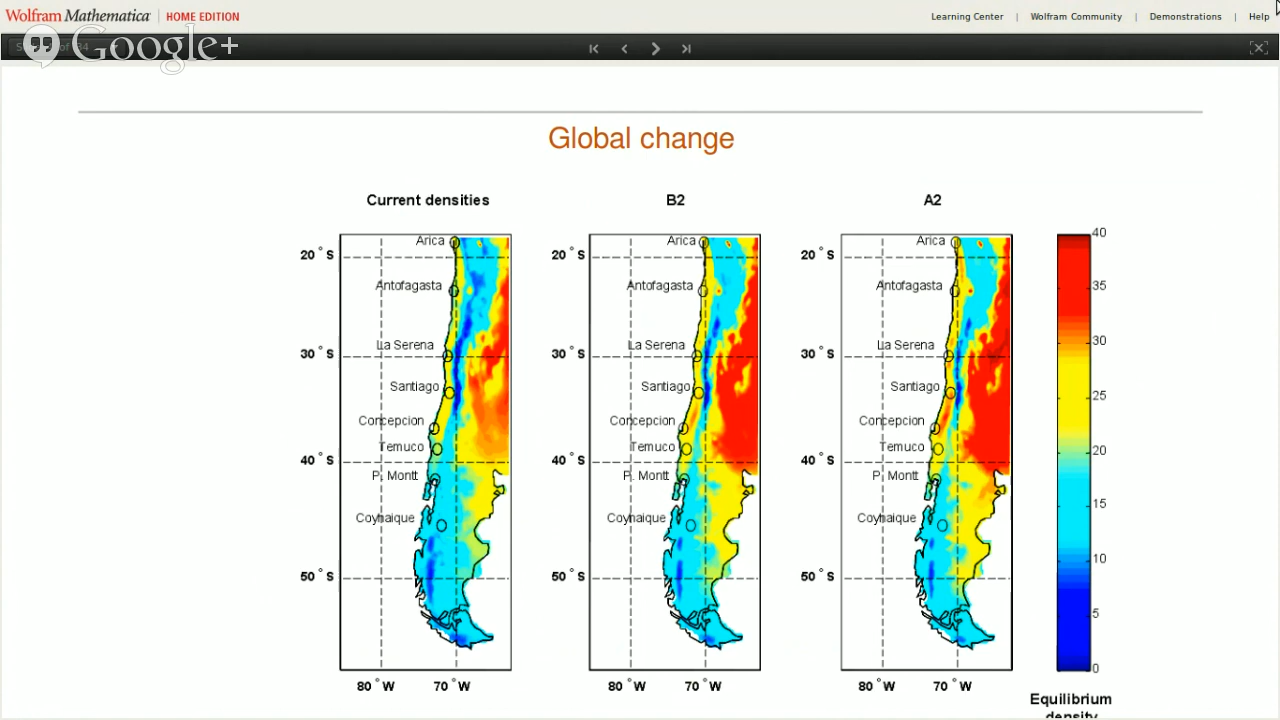 Wolfram Mathematica | HOME EDITION
Learning Center | Wolfram Community | Demonstrations | Help
Google+
Global change
Current densities
20°S
30°S
40°S
50°S
Arica
Antofagasta
La Serena
Santiago
Concepcion
Temuco
P. Montt
Coyhaique
80°W 70°W
B2
20°S
30°S
40°S
50°S
Arica
Antofagasta
La Serena
Santiago
Concepcion
Temuco
P. Montt
Coyhaique
80°W 70°W
A2
20°S
30°S
40°S
50°S
Arica
Antofagasta
La Serena
Santiago
Concepcion
Temuco
P. Montt
Coyhaique
80°W 70°W
40
35
30
25
20
15
10
5
0
Equilibrium
density